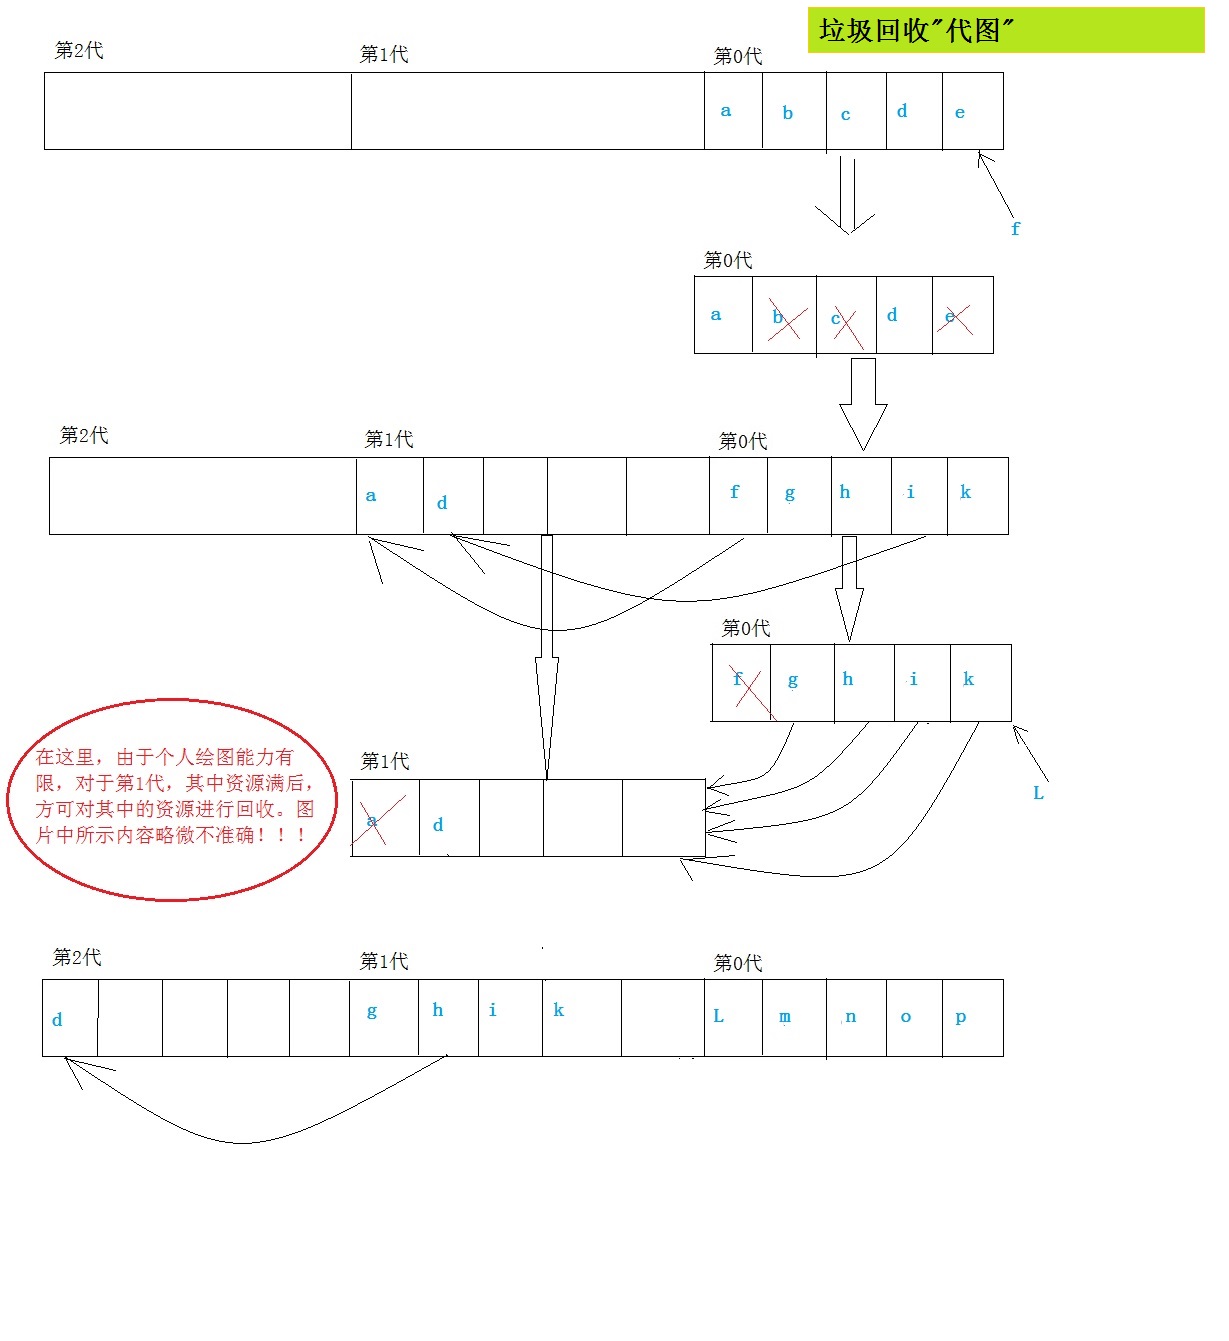 垃圾回收"代图"
第2代 第1代 第0代
a b c d e
f
第0代
a b c d e
第2代 第1代 第0代
a d f g h i k
第0代
f g h i k
L
第1代
a d
在这里，由于个人绘图能力有
限，对于第1代，其中资源满后，
方可对其中的资源进行回收。图
片中所示内容略微不准确！！！
第2代 第1代 第0代
d g h i k L m n o p